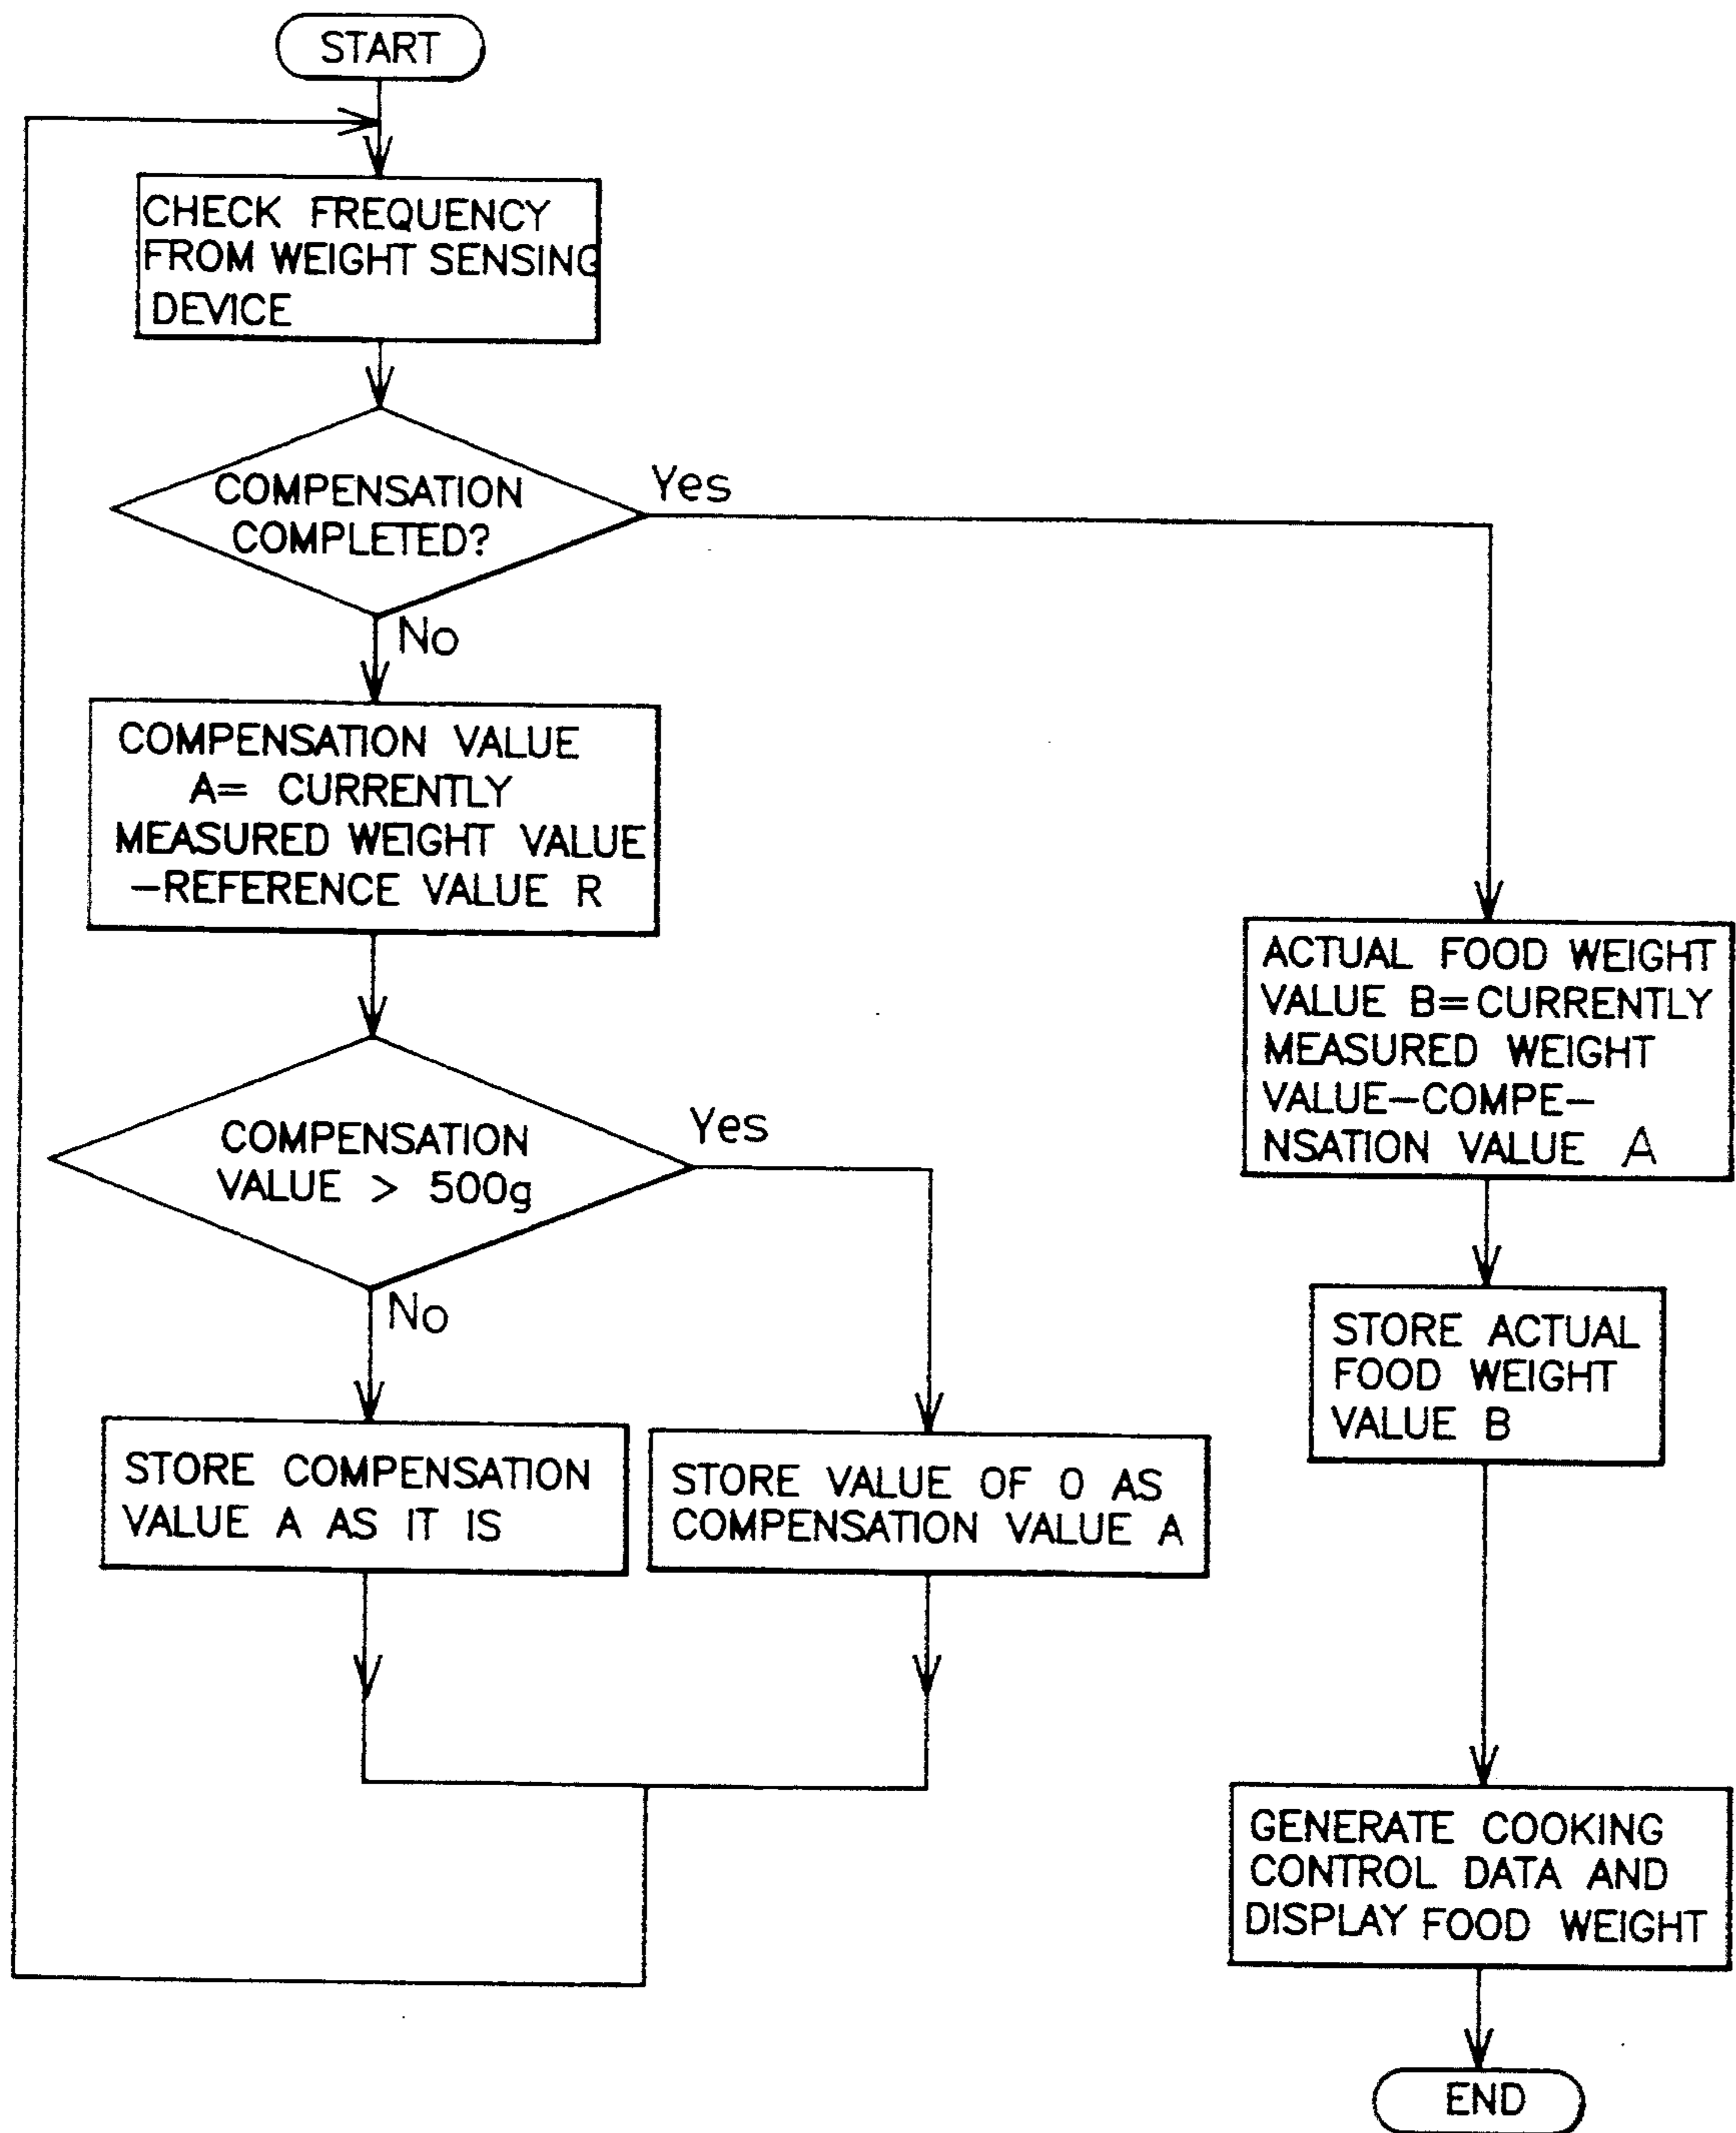 START
CHECK FREQUENCY
FROM WEIGHT SENSING
DEVICE
COMPENSATION
COMPLETED?
Yes
No
COMPENSATION VALUE
A= CURRENTLY
MEASURED WEIGHT VALUE
-REFERENCE VALUE R
COMPENSATION
VALUE > 500g
Yes
No
STORE COMPENSATION
VALUE A AS IT IS
STORE VALUE OF 0 AS
COMPENSATION VALUE A
ACTUAL FOOD WEIGHT
VALUE B=CURRENTLY
MEASURED WEIGHT
VALUE-COMPE-
NSATION VALUE A
STORE ACTUAL
FOOD WEIGHT
VALUE B
GENERATE COOKING
CONTROL DATA AND
DISPLAY FOOD WEIGHT
END